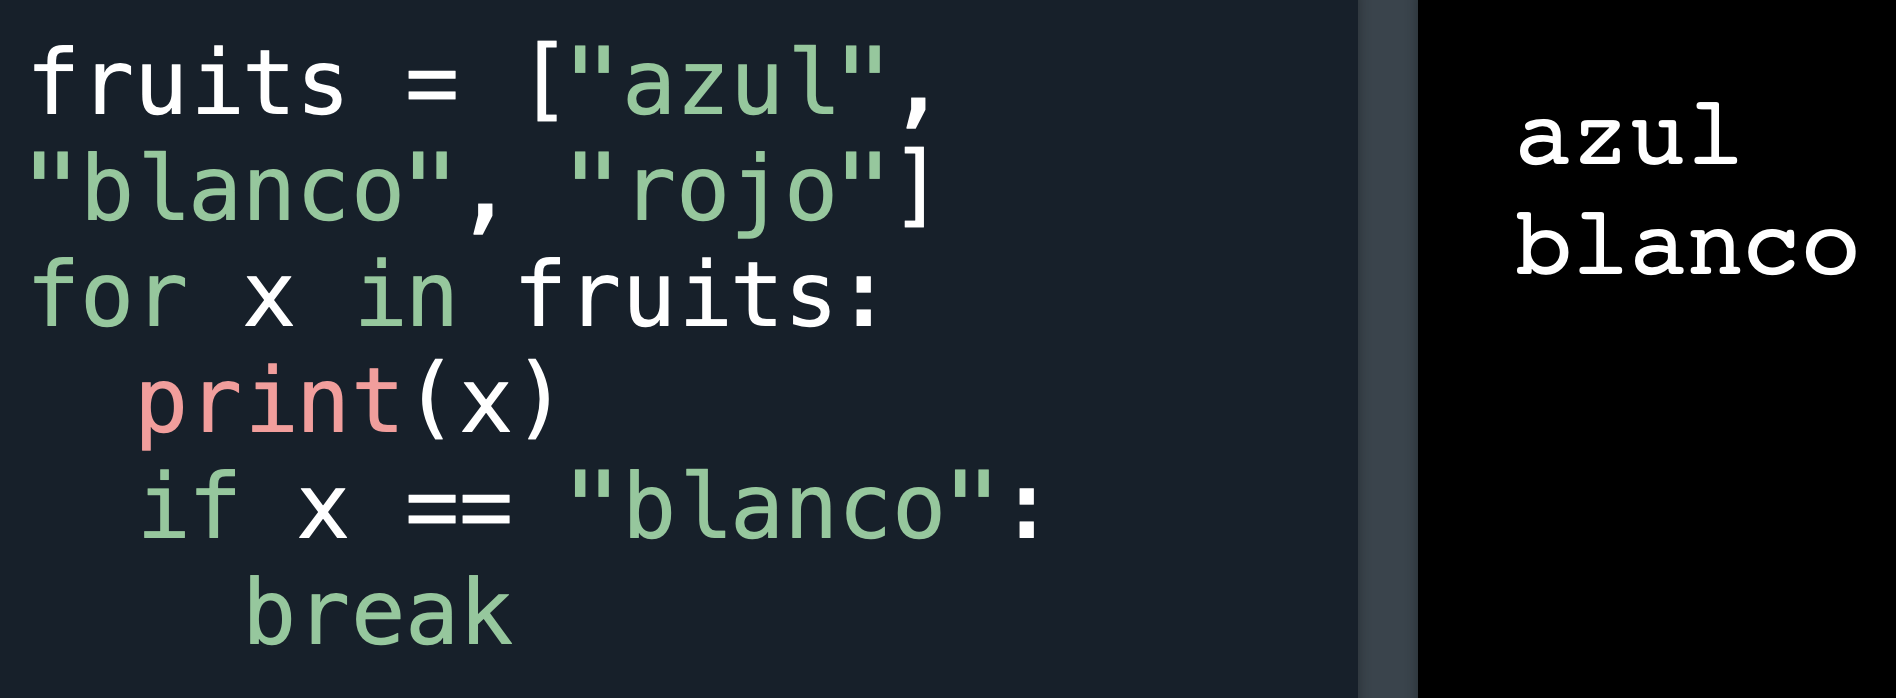 fruits = ["azul",
"blanco", "rojo"]
for x in fruits:
  print(x)
  if x == "blanco":
    break
azul
blanco